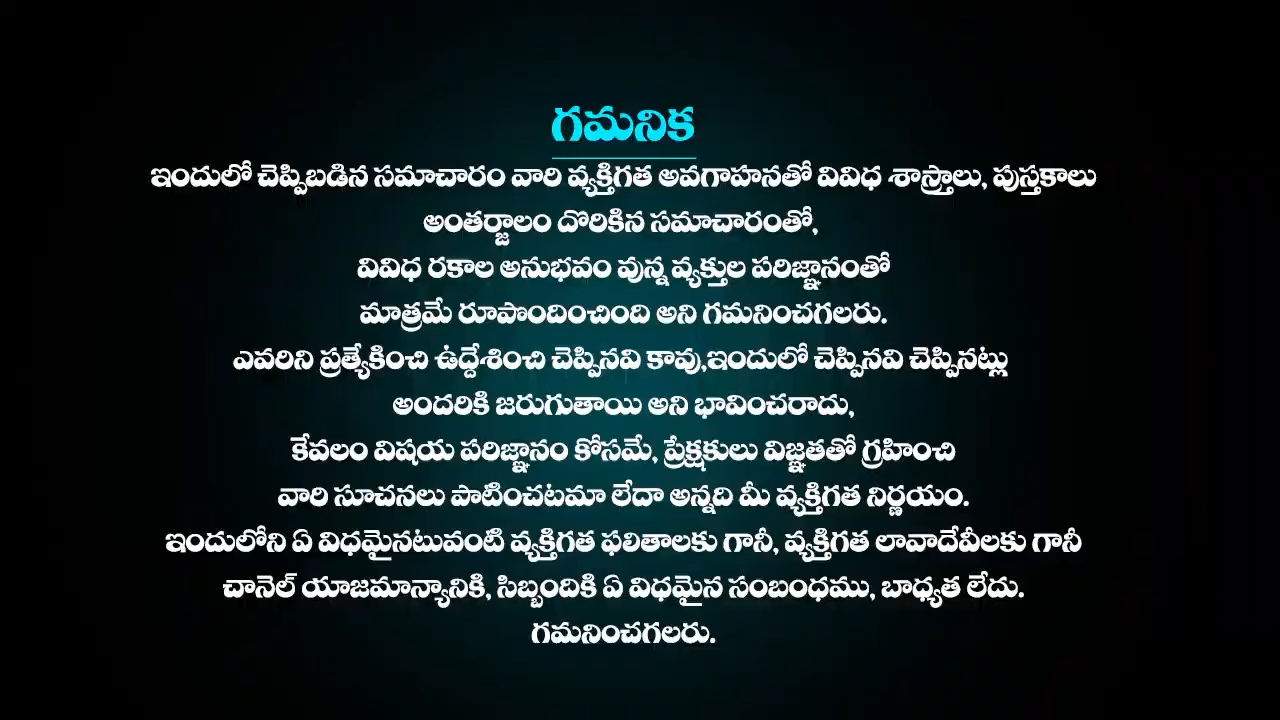 గమనిక
ఇందులో చెప్పిబడిన సమాచారం వారి వ్యక్తిగత అవగాహనతో వివిధ శాస్త్రాలు, పుస్తకాలు
అంతర్జాలం దొరికిన సమాచారంతో,
వివిధ రకాల అనుభవం వున్న వ్యక్తుల పరిజ్ఞానంతో
మాత్రమే రూపొందించింది అని గమనించగలరు.
ఎవరిని ప్రత్యేకించి ఉద్దేశించి చెప్పినవి కావు,ఇందులో చెప్పినవి చెప్పినట్లు
అందరికి జరుగుతాయి అని భావించరాదు,
కేవలం విషయ పరిజ్ఞానం కోసమే, ప్రేక్షకులు విజ్ఞతతో గ్రహించి
వారి సూచనలు పాటించటమా లేదా అన్నది మీ వ్యక్తిగత నిర్ణయం.
ఇందులోని ఏ విధమైనటువంటి వ్యక్తిగత ఫలితాలకు గానీ, వ్యక్తిగత లావాదేవీలకు గానీ
చానెల్ యాజమాన్యానికి, సిబ్బందికి ఏ విధమైన సంబంధము, బాధ్యత లేదు.
గమనించగలరు.